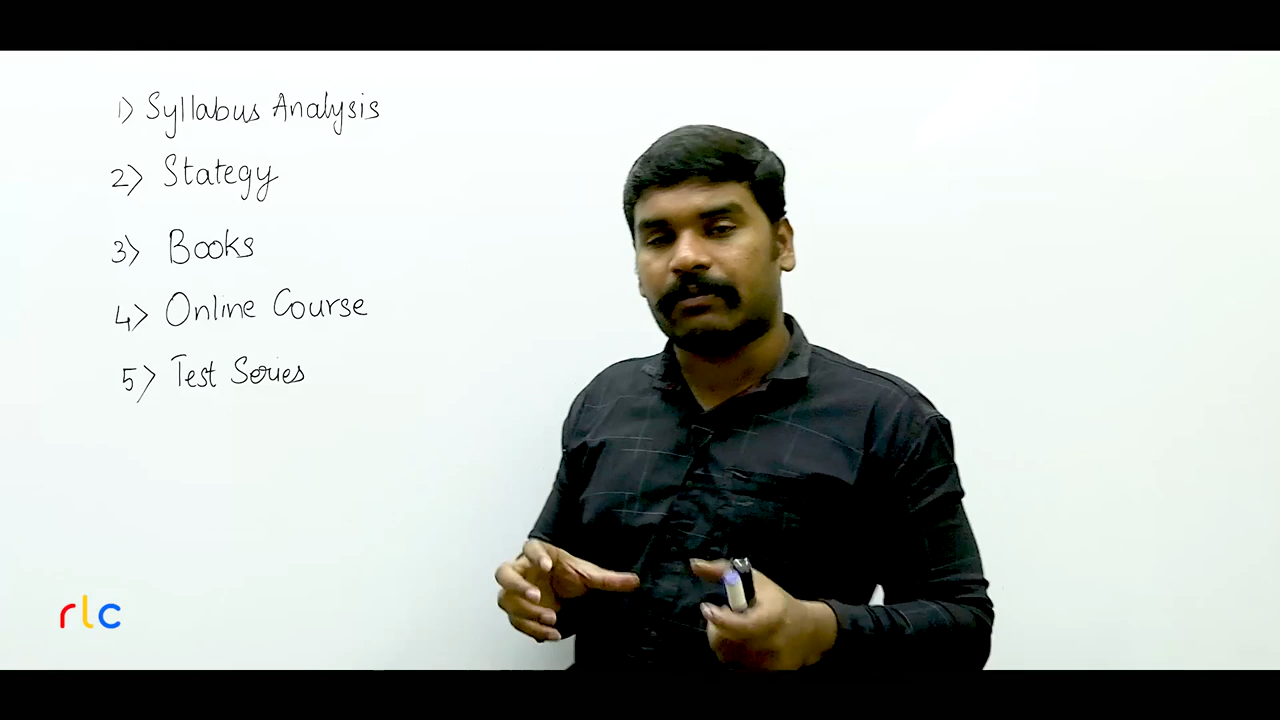 1) Syllabus Analysis
2) Stategy
3) Books
4) Online Course
5) Test Series
rlc